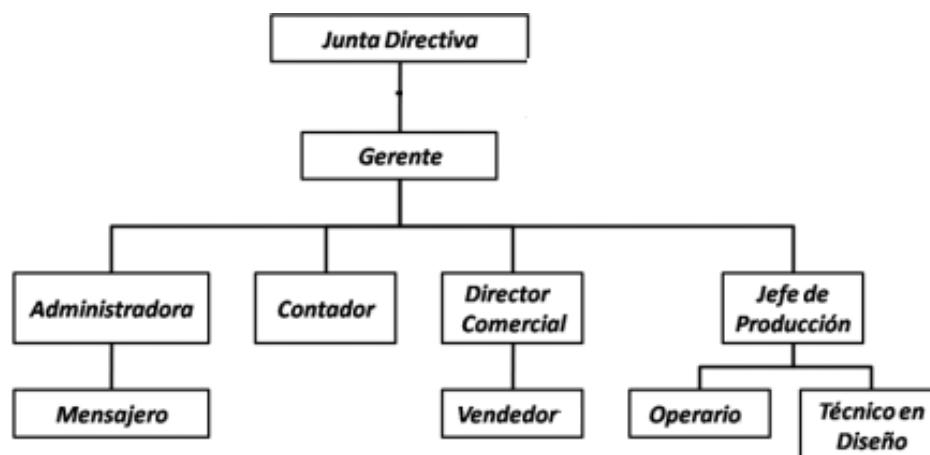 Junta Directiva
Gerente
Administradora
Contador
Director
Comercial
Jefe de
Producción
Mensajero
Vendedor
Operario
Técnico en
Diseño